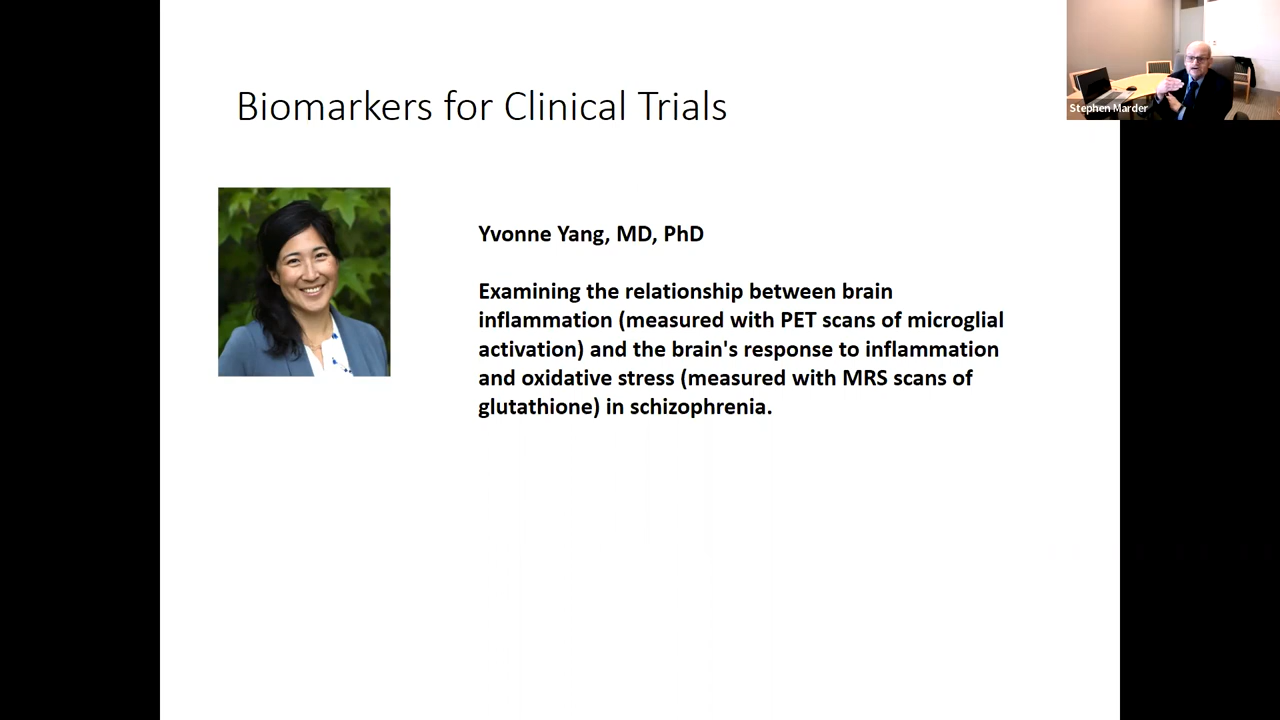 Biomarkers for Clinical Trials
Stephen Marder
Yvonne Yang, MD, PhD
Examining the relationship between brain
inflammation (measured with PET scans of microglial
activation) and the brain's response to inflammation
and oxidative stress (measured with MRS scans of
glutathione) in schizophrenia.